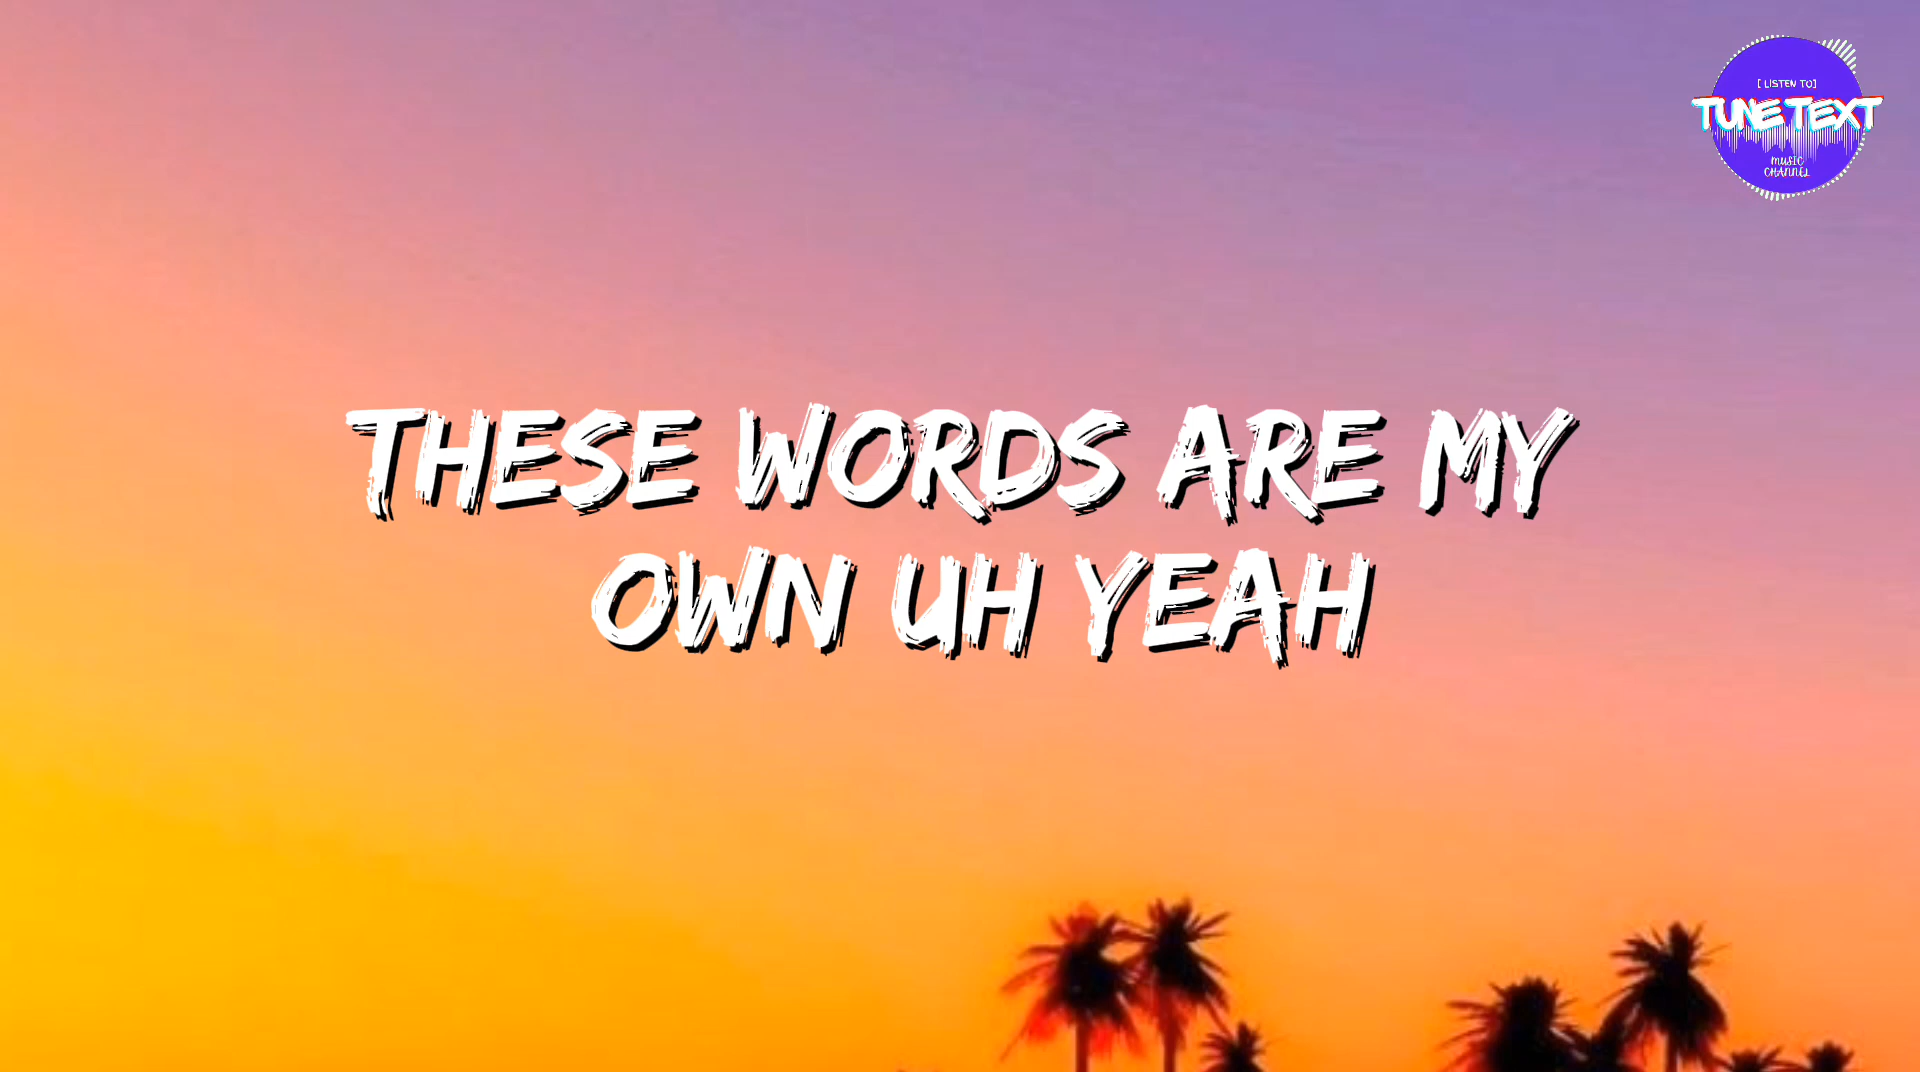 [ LISTEN TO]
TUNE TEXT
MUSIC
CHANNEL
THESE WORDS ARE MY
OWN UH YEAH